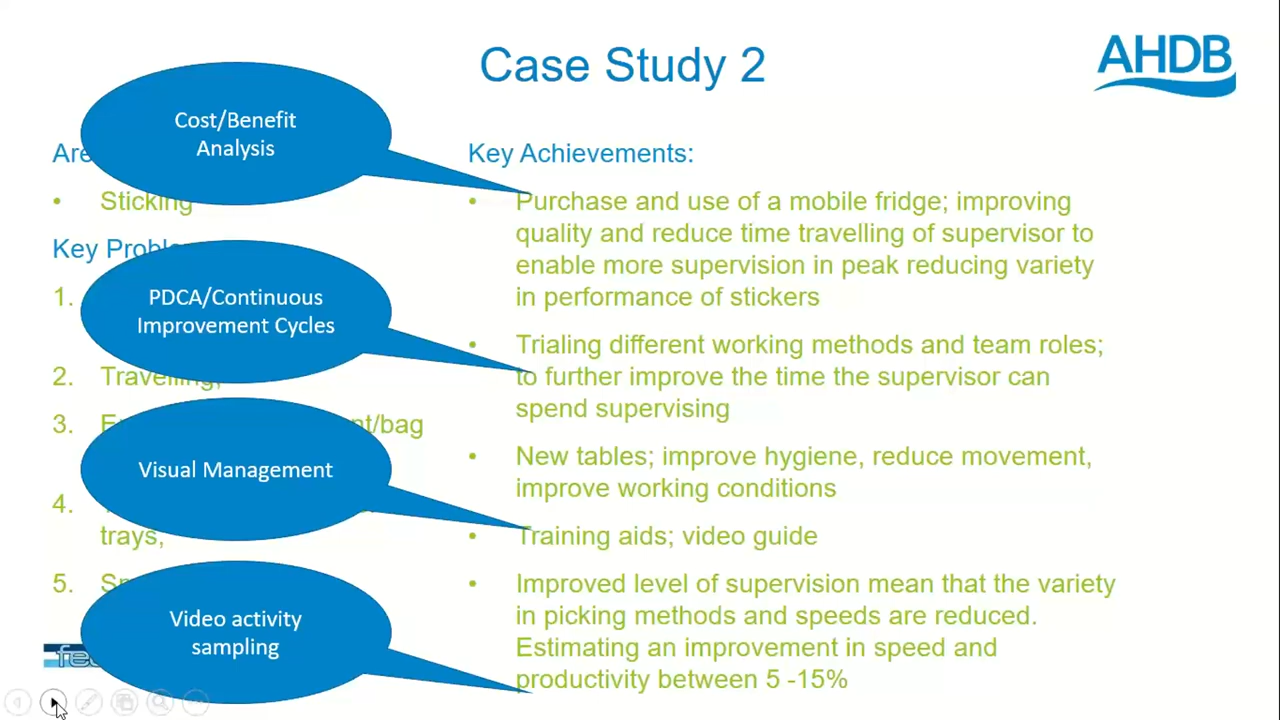 Case Study 2
AHDB
Cost/Benefit
Analysis
Sticking
Key
1.
PDCA/Continuous
Improvement Cycles
2. Travelling,
3.
nt/bag
Visual Management
4.
trays,
5.
Video activity
sampling
Key Achievements:
• Purchase and use of a mobile fridge; improving
quality and reduce time travelling of supervisor to
enable more supervision in peak reducing variety
in performance of stickers
• Trialing different working methods and team roles;
to further improve the time the supervisor can
spend supervising
• New tables; improve hygiene, reduce movement,
improve working conditions
• Training aids; video guide
• Improved level of supervision mean that the variety
in picking methods and speeds are reduced.
Estimating an improvement in speed and
productivity between 5 -15%